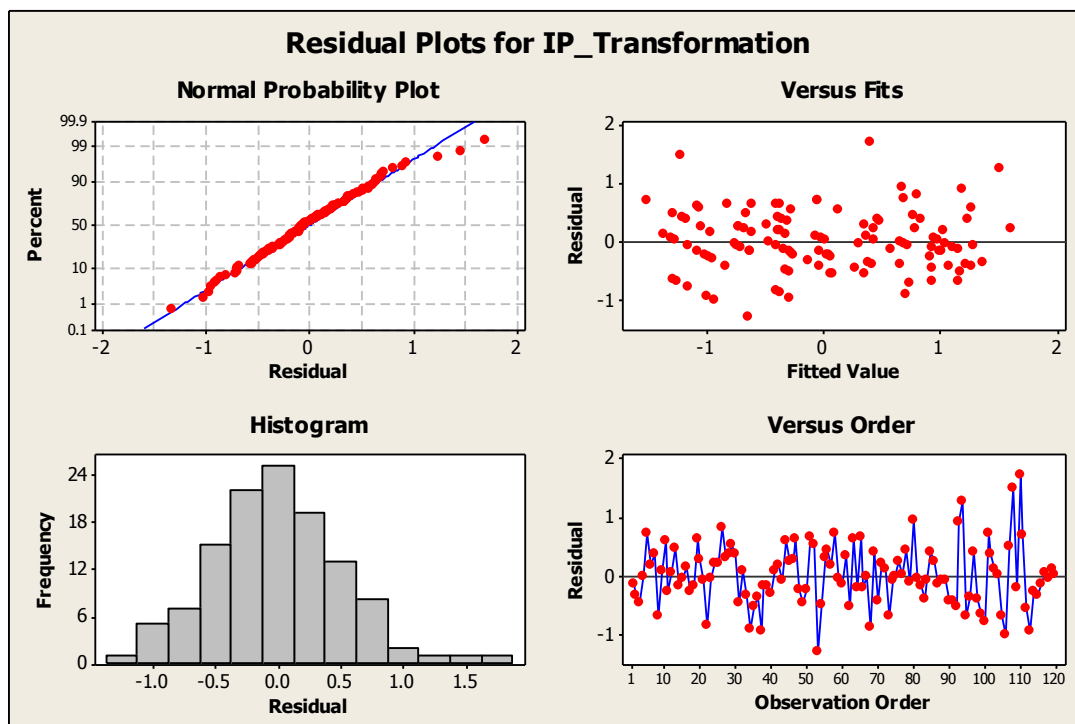 Residual Plots for IP_Transformation
Normal Probability Plot
99.9
99
90
50
10
1
0.1
Percent
-2 -1 0 1 2
Residual
Versus Fits
2
1
0
-1
Residual
-1 0 1 2
Fitted Value
Histogram
24
18
12
6
0
Frequency
-1.0 -0.5 0.0 0.5 1.0 1.5
Residual
Versus Order
2
1
0
-1
Residual
1 10 20 30 40 50 60 70 80 90 100 110 120
Observation Order